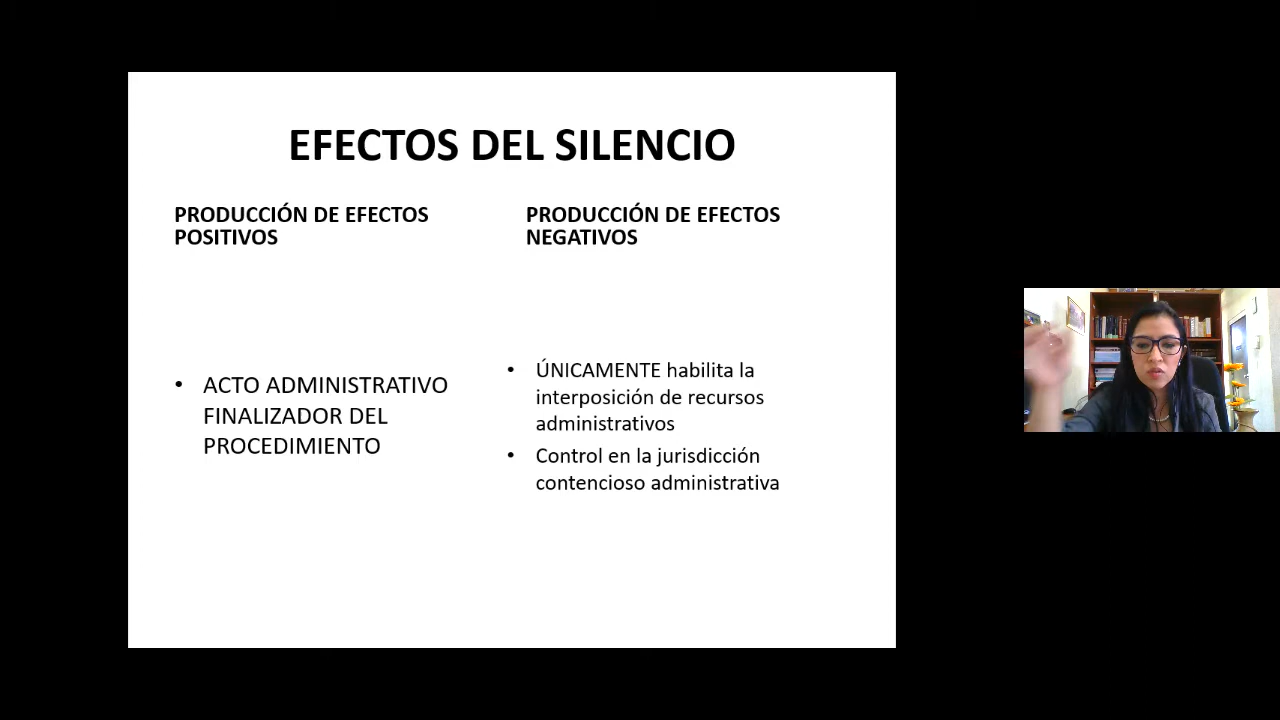 EFECTOS DEL SILENCIO
PRODUCCIÓN DE EFECTOS
POSITIVOS
• ACTO ADMINISTRATIVO
FINALIZADOR DEL
PROCEDIMIENTO
PRODUCCIÓN DE EFECTOS
NEGATIVOS
• ÚNICAMENTE habilita la
interposición de recursos
administrativos
• Control en la jurisdicción
contencioso administrativa